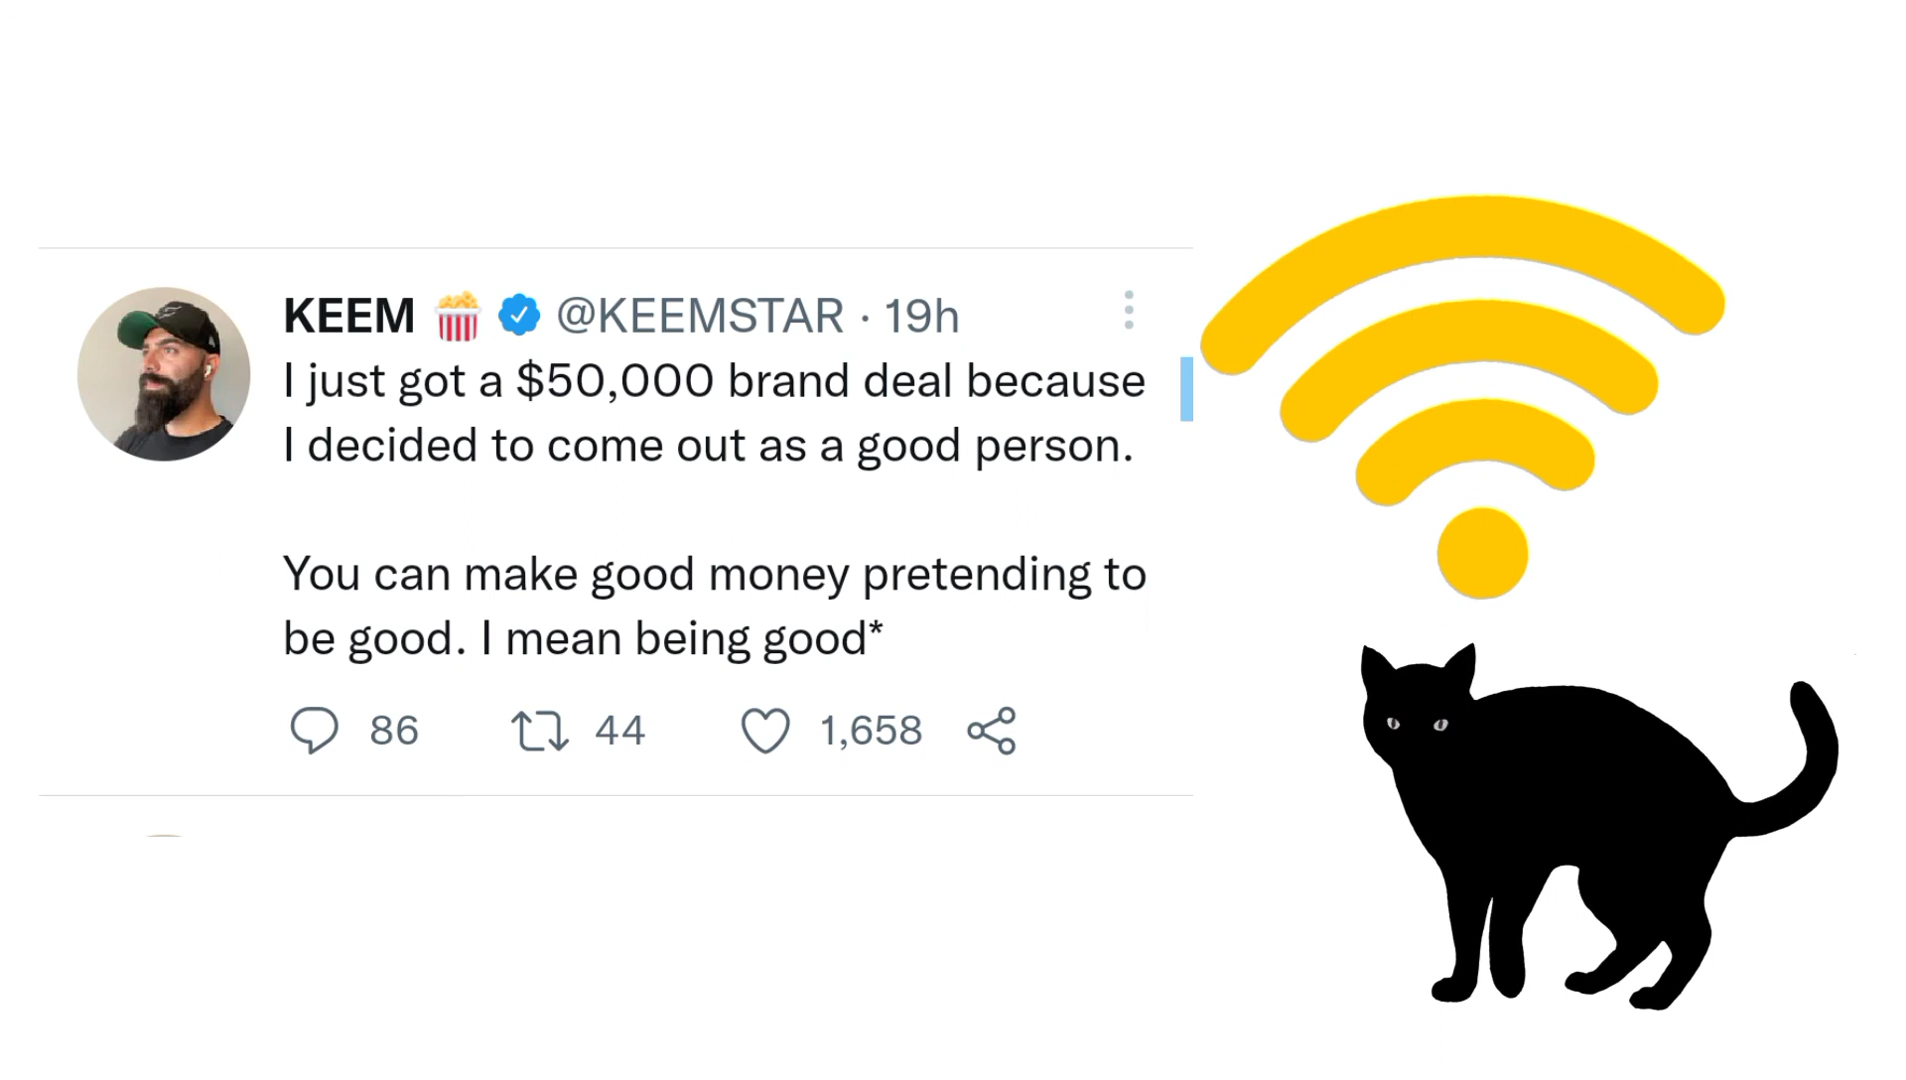 KEEM 🍿 @KEEMSTAR · 19h
I just got a $50,000 brand deal because
I decided to come out as a good person.
You can make good money pretending to
be good. I mean being good*
86 44 1,658